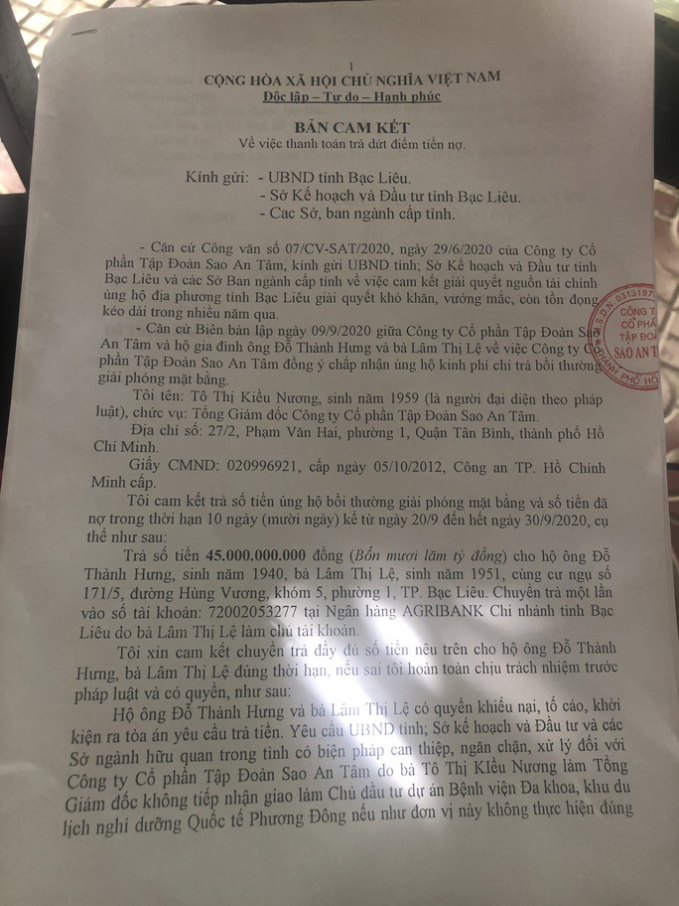 1
CỘNG HÒA XÃ HỘI CHỦ NGHĨA VIỆT NAM
Độc lập – Tự do – Hạnh phúc
BẢN CAM KẾT
Về việc thanh toán trả dứt điểm tiền nợ.
Kính gửi: - UBND tỉnh Bạc Liêu.
- Sở Kế hoạch và Đầu tư tỉnh Bạc Liêu.
- Cac Sở, ban ngành cấp tỉnh.
- Căn cứ Công văn số 07/CV-SAT/2020, ngày 29/6/2020 của Công ty Cổ
phần Tập Đoàn Sao An Tâm, kính gửi UBND tỉnh; Sở Kế hoạch và Đầu tư tỉnh
Bạc Liêu và các Sở Ban ngành cấp tỉnh về việc cam kết giải quyết nguồn tài chính
ủng hộ địa phương tỉnh Bạc Liêu giải quyết khó khăn, vướng mắc, còn tồn đọng
kéo dài trong nhiều năm qua.
- Căn cứ Biên bản lập ngày 09/9/2020 giữa Công ty Cổ phần Tập Đoàn Sao
An Tâm và hộ gia đình ông Đỗ Thành Hưng và bà Lâm Thị Lệ về việc Công ty Cổ
phần Tập Đoàn Sao An Tâm đồng ý chấp nhận ủng hộ kinh phí chi trả bồi thường
giải phóng mặt bằng.
Tôi tên: Tô Thị Kiều Nương, sinh năm 1959 (là người đại diện theo pháp
luật), chức vụ: Tổng Giám đốc Công ty Cổ phần Tập Đoàn Sao An Tâm.
Địa chỉ số: 27/2, Phạm Văn Hai, phường 1, Quận Tân Bình, thành phố Hồ
Chí Minh.
Giấy CMND: 020996921, cấp ngày 05/10/2012, Công an TP. Hồ Chinh
Minh cấp.
Tôi cam kết trả số tiền ủng hộ bồi thường giải phóng mặt bằng và số tiền đã
nợ trong thời hạn 10 ngày (mười ngày) kể từ ngày 20/9 đến hết ngày 30/9/2020, cụ
thể như sau:
Trả số tiền 45.000.000.000 đồng (Bốn mươi lăm tỷ đồng) cho hộ ông Đỗ
Thành Hưng, sinh năm 1940, bà Lâm Thị Lệ, sinh năm 1951, cùng cư ngụ số
171/5, đường Hùng Vương, khóm 5, phường 1, TP. Bạc Liêu. Chuyển trả một lần
vào số tài khoản: 72002053277 tại Ngân hàng AGRIBANK Chi nhánh tỉnh Bạc
Liêu do bà Lâm Thị Lệ làm chủ tài khoản.
Tôi xin cam kết chuyển trả đầy đủ số tiền nêu trên cho hộ ông Đỗ Thành
Hưng, bà Lâm Thị Lệ đúng thời hạn, nếu sai tôi hoàn toàn chịu trách nhiệm trước
pháp luật và có quyền, như sau:
Hộ ông Đỗ Thành Hưng và bà Lâm Thị Lệ có quyền khiếu nại, tố cáo, khởi
kiện ra tòa án yêu cầu trả tiền. Yêu cầu UBND tỉnh; Sở kế hoạch và Đầu tư và các
Sở ngành hữu quan trong tỉnh có biện pháp can thiệp, ngăn chặn, xử lý đối với
Công ty Cổ phần Tập Đoàn Sao An Tâm do bà Tô Thị KIều Nương làm Tổng
Giám đốc không tiếp nhận giao làm Chủ đầu tư dự án Bệnh viện Đa khoa, khu du
lịch nghỉ dưỡng Quốc tế Phương Đông nếu như đơn vị này không thực hiện đúng
S.D.N: 0313197
CÔNG T
CỔ PHẦ
TẬP ĐOÀ
SAO AN T
THÀNH PHỐ HỒ